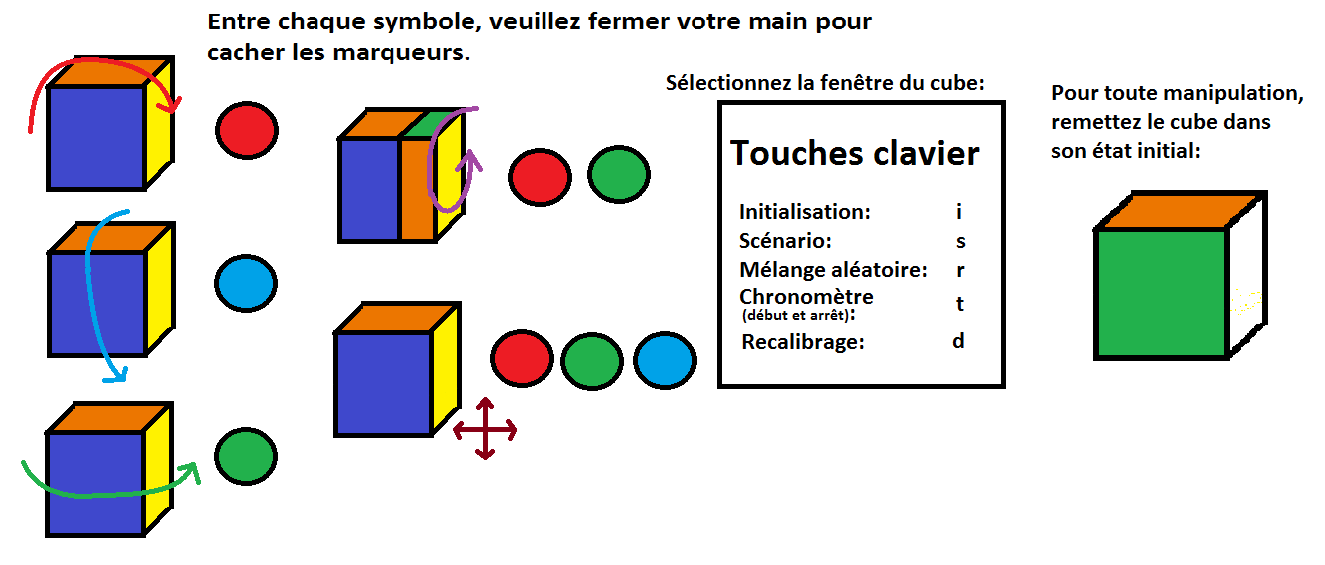 Entre chaque symbole, veuillez fermer votre main pour
cacher les marqueurs.
Sélectionnez la fenêtre du cube:
Touches clavier
Initialisation: i
Scénario: s
Mélange aléatoire: r
Chronomètre
(début et arrêt): t
Recalibrage: d
Pour toute manipulation,
remettez le cube dans
son état initial: